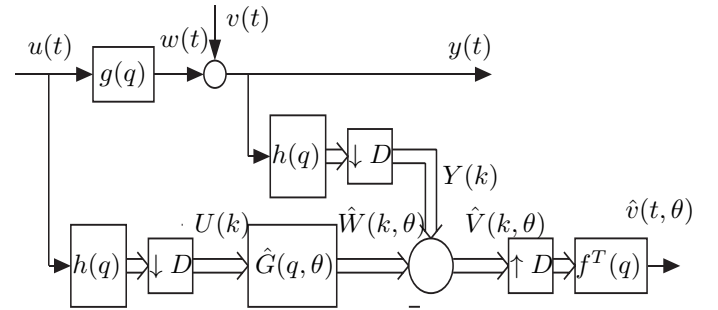 v(t)
u(t) w(t) y(t)
g(q)
h(q) ↓ D
Y(k)
U(k) Ŵ(k, θ) V̂(k, θ) v̂(t, θ)
h(q) ↓ D Ĝ(q, θ) ↑ D f^T(q)
−